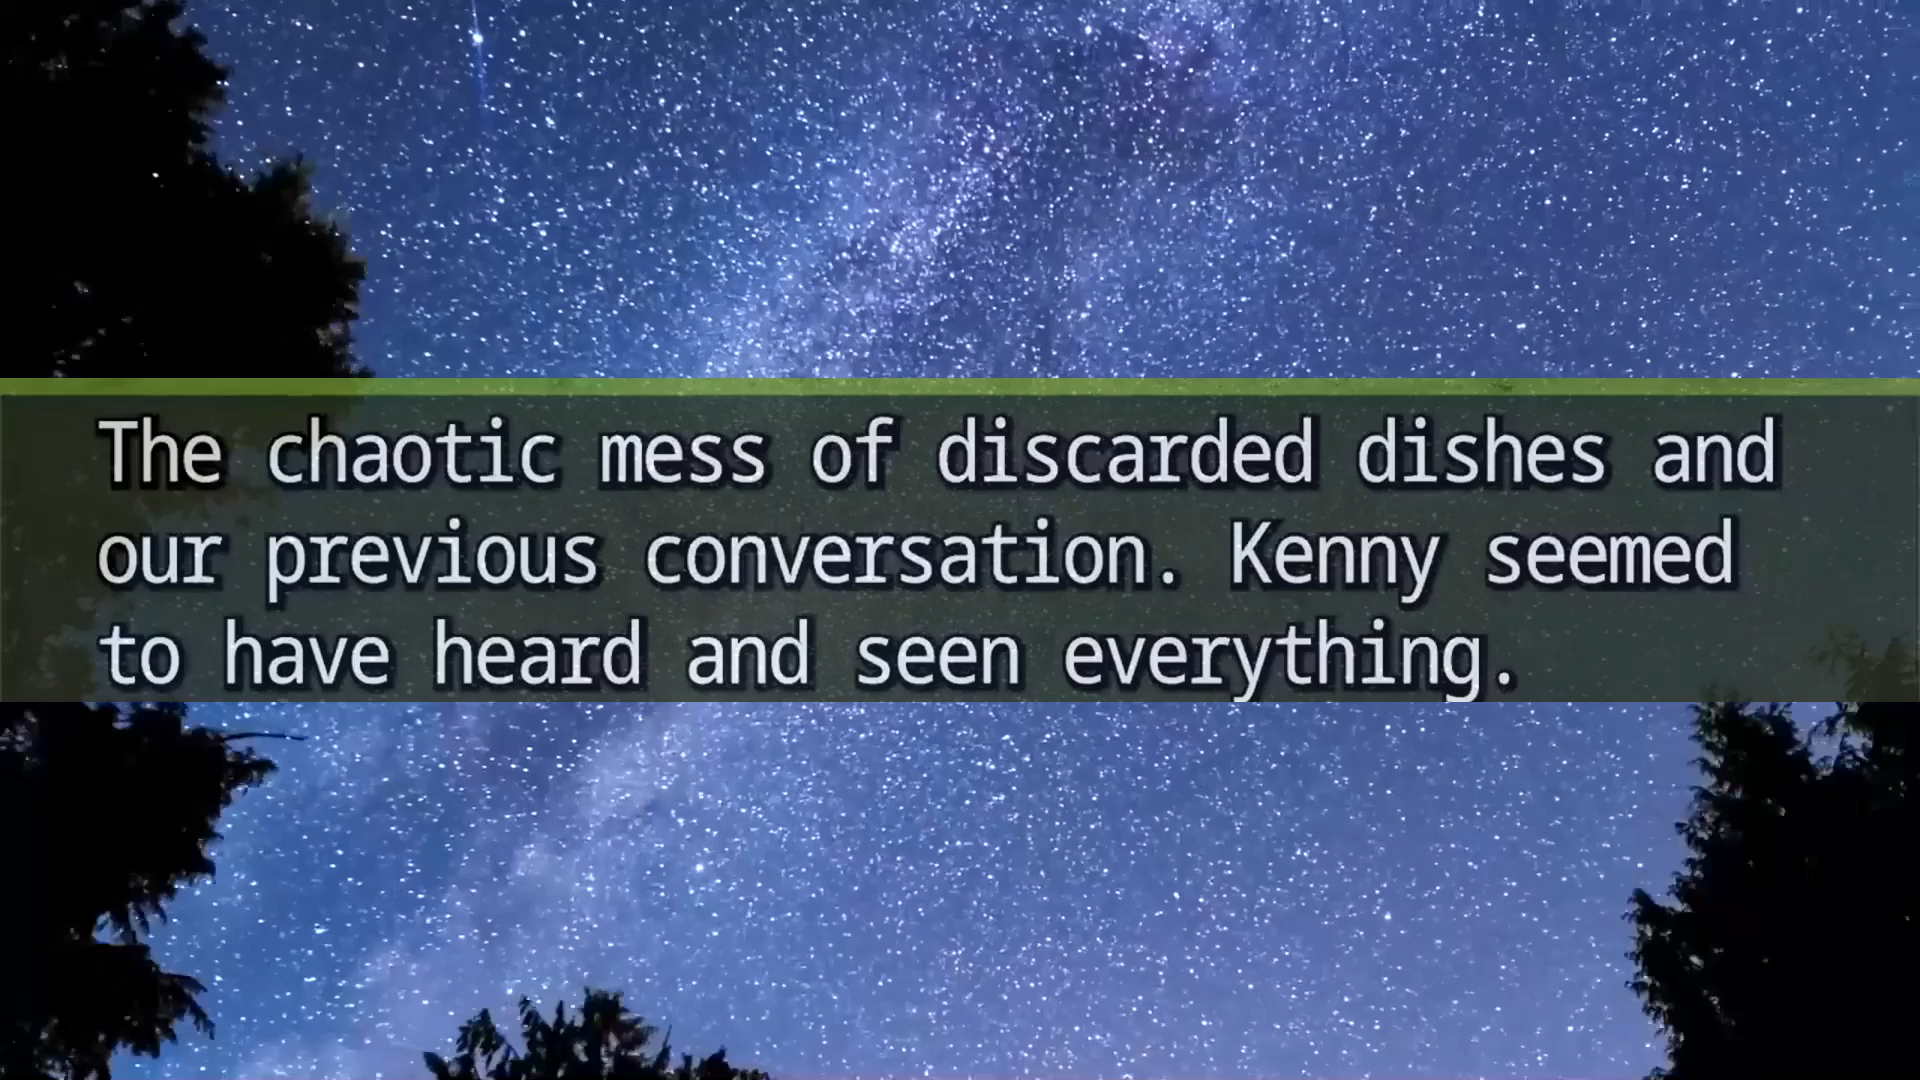 The chaotic mess of discarded dishes and
our previous conversation. Kenny seemed
to have heard and seen everything.